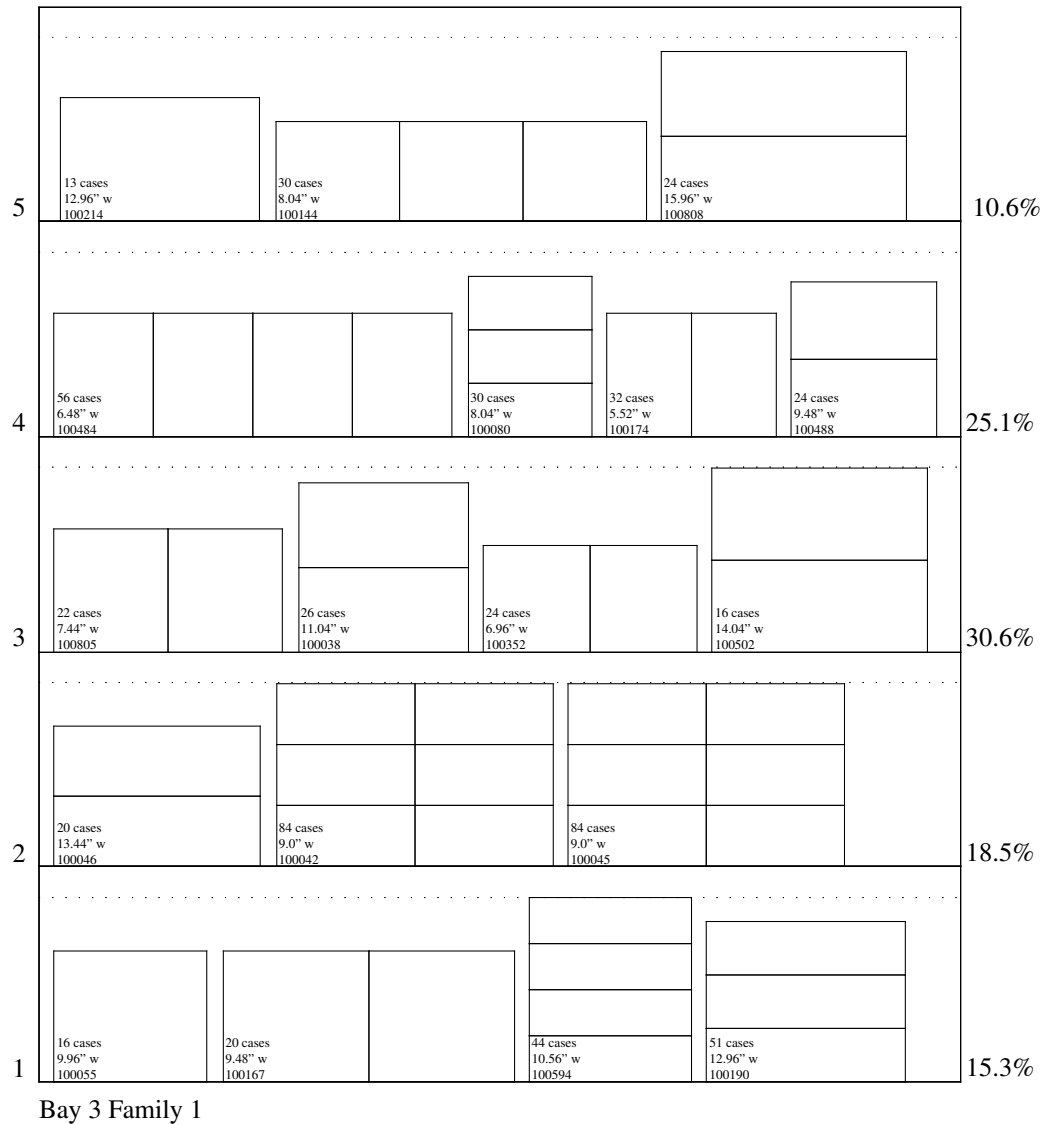 13 cases
12.96” w
100214
30 cases
8.04” w
100144
24 cases
15.96” w
100808
5
10.6%
56 cases
6.48” w
100484
30 cases
8.04” w
100080
32 cases
5.52” w
100174
24 cases
9.48” w
100488
4
25.1%
22 cases
7.44” w
100805
26 cases
11.04” w
100038
24 cases
6.96” w
100352
16 cases
14.04” w
100502
3
30.6%
20 cases
13.44” w
100046
84 cases
9.0” w
100042
84 cases
9.0” w
100045
2
18.5%
16 cases
9.96” w
100055
20 cases
9.48” w
100167
44 cases
10.56” w
100594
51 cases
12.96” w
100190
1
15.3%
Bay 3 Family 1